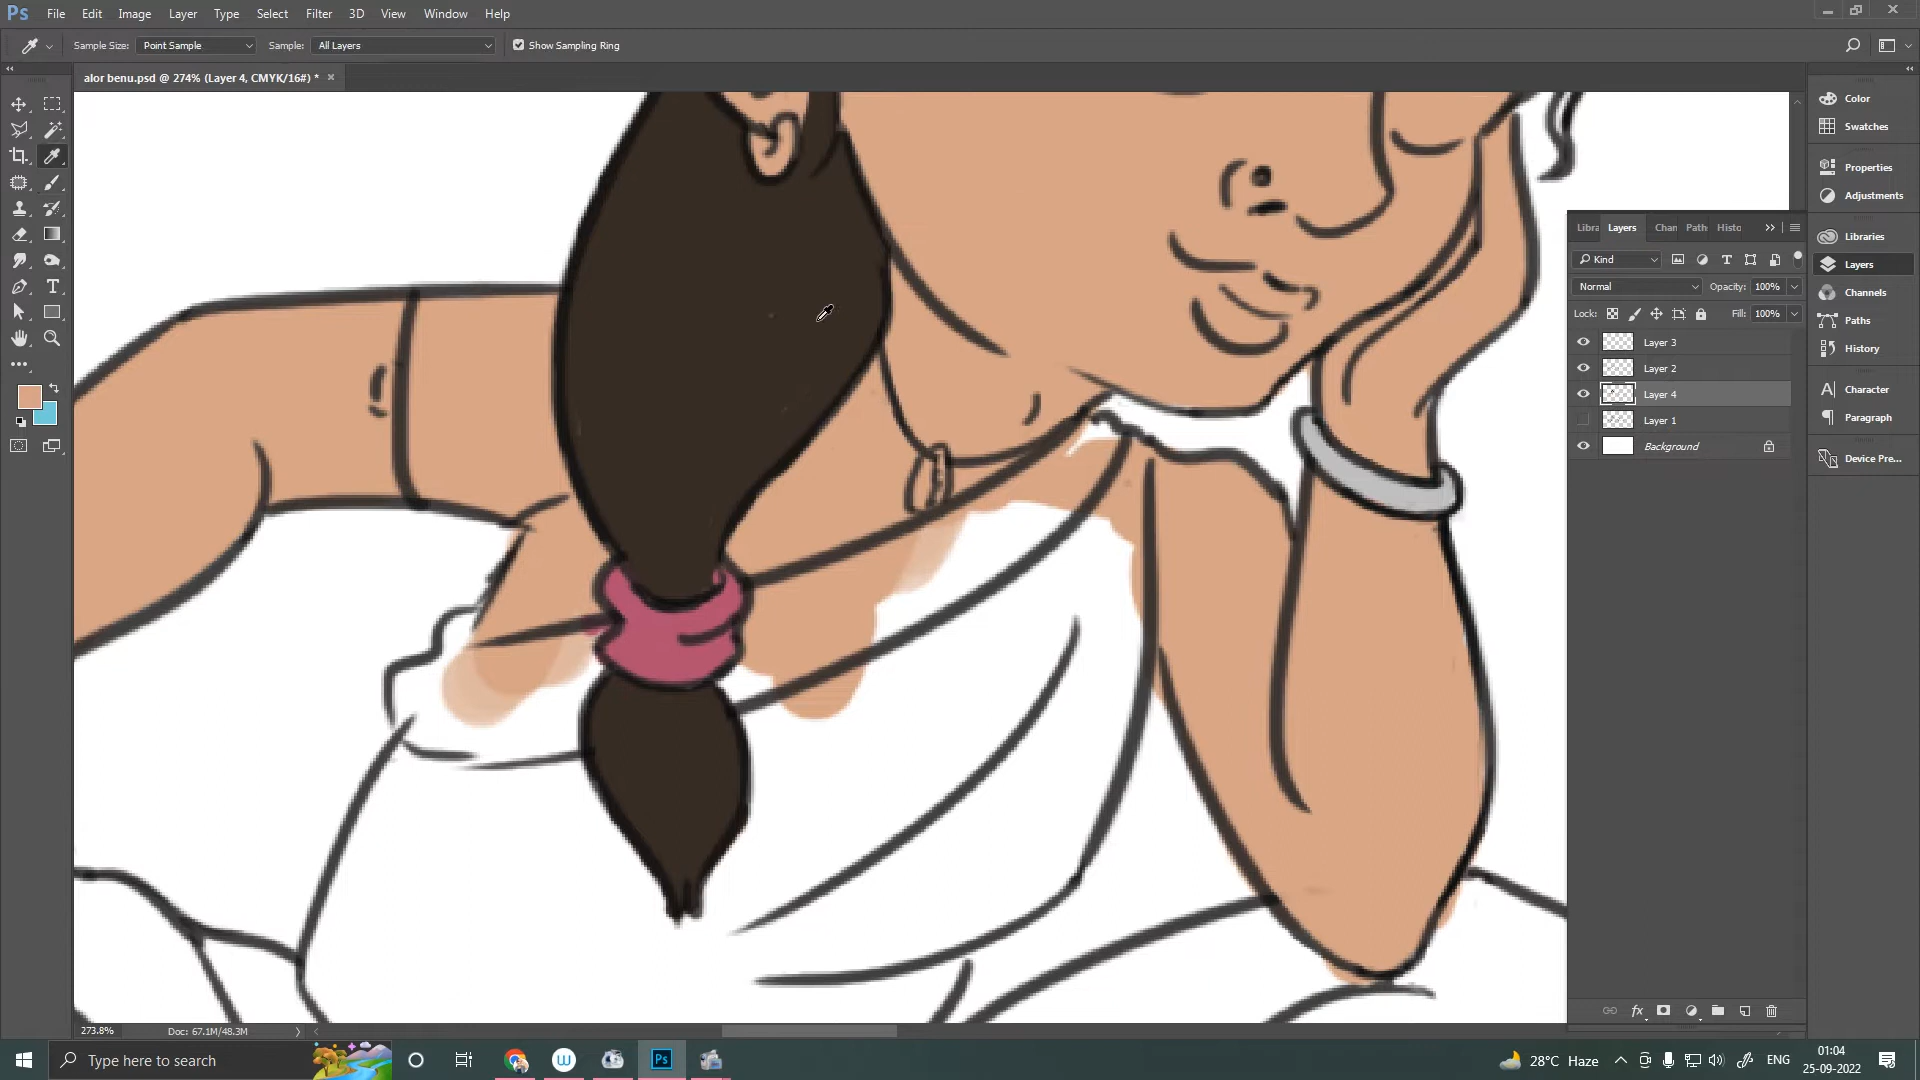 Ps File Edit Image Layer Type Select Filter 3D View Window Help
Sample Size: Point Sample Sample: All Layers Show Sampling Ring
alor benu.psd @ 274% (Layer 4, CMYK/16#) * ×
Color
Swatches
Properties
Adjustments
Libraries
Layers
Channels
Paths
History
Character
Paragraph
Device Pre...
Libra Layers Chan Path Histo
Kind
Normal Opacity: 100%
Lock: Fill: 100%
Layer 3
Layer 2
Layer 4
Layer 1
Background
273.8% Doc: 67.1M/48.3M
Type here to search
W
Ps
28°C Haze
ENG
01:04
25-09-2022